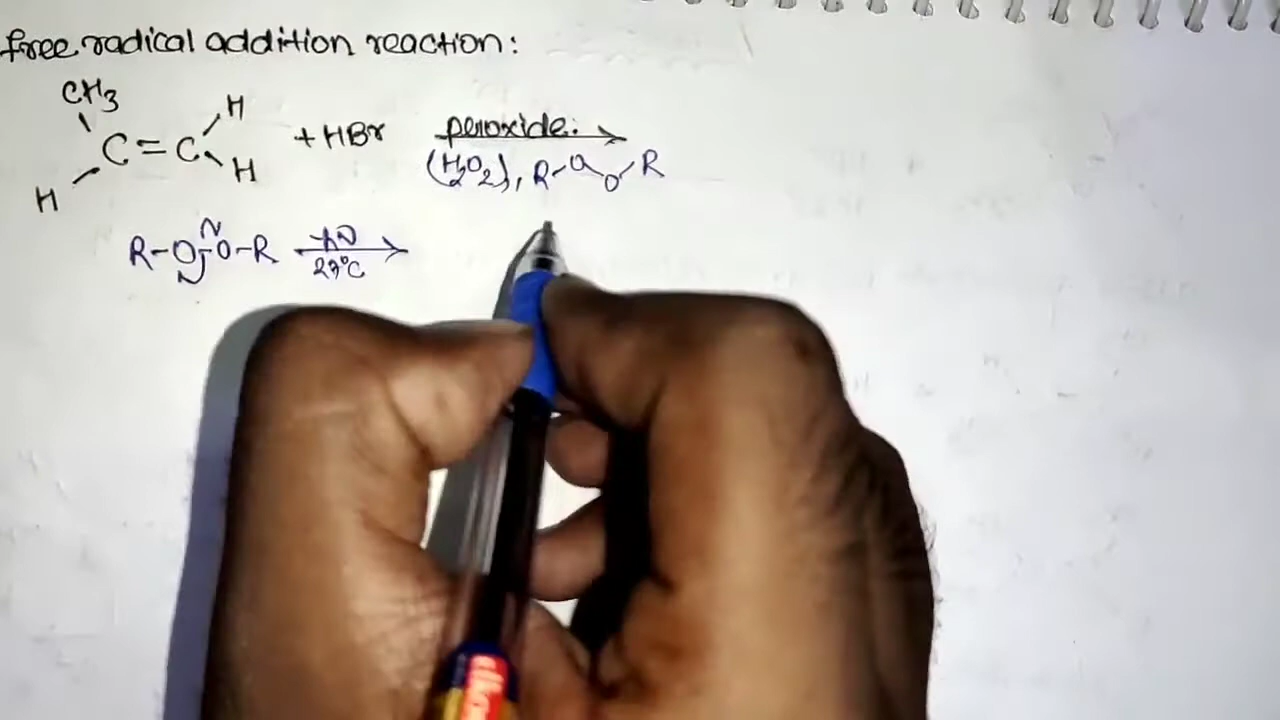 free radical addition reaction:
CH3
H
C=C + HBr peroxide:
H H (H2O2), R-O-O-R
R-O-O-R hν
27°C